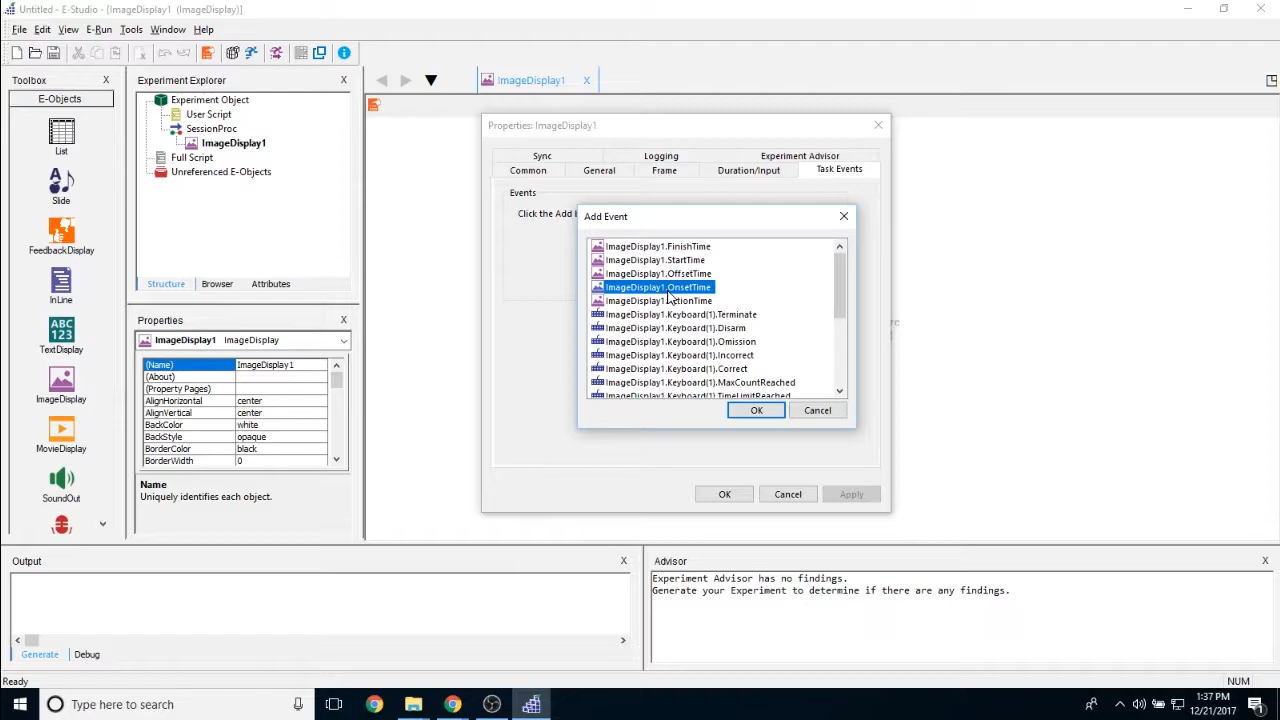 Untitled - E-Studio - [ImageDisplay1 (ImageDisplay)]
File Edit View E-Run Tools Window Help
Toolbox X
E-Objects
List
Slide
FeedbackDisplay
InLine
TextDisplay
ImageDisplay
MovieDisplay
SoundOut
Experiment Explorer X
Experiment Object
User Script
SessionProc
ImageDisplay1
Full Script
Unreferenced E-Objects
Structure Browser Attributes
Properties X
ImageDisplay1 ImageDisplay
(Name) ImageDisplay1
(About)
(Property Pages)
AlignHorizontal center
AlignVertical center
BackColor white
BackStyle opaque
BorderColor black
BorderWidth 0
Name
Uniquely identifies each object.
ImageDisplay1 X
Properties: ImageDisplay1
Sync Logging Experiment Advisor
Common General Frame Duration/Input Task Events
Events
Click the Add
Add Event
ImageDisplay1.FinishTime
ImageDisplay1.StartTime
ImageDisplay1.OffsetTime
ImageDisplay1.OnsetTime
ImageDisplay1. tionTime
ImageDisplay1.Keyboard(1).Terminate
ImageDisplay1.Keyboard(1).Disarm
ImageDisplay1.Keyboard(1).Omission
ImageDisplay1.Keyboard(1).Incorrect
ImageDisplay1.Keyboard(1).Correct
ImageDisplay1.Keyboard(1).MaxCountReached
ImageDisplay1.Keyboard(1).TimeLimitReached
OK Cancel
OK Cancel Apply
Output X
Generate Debug
Advisor X
Experiment Advisor has no findings.
Generate your Experiment to determine if there are any findings.
Ready NUM
Type here to search
1:37 PM
12/21/2017